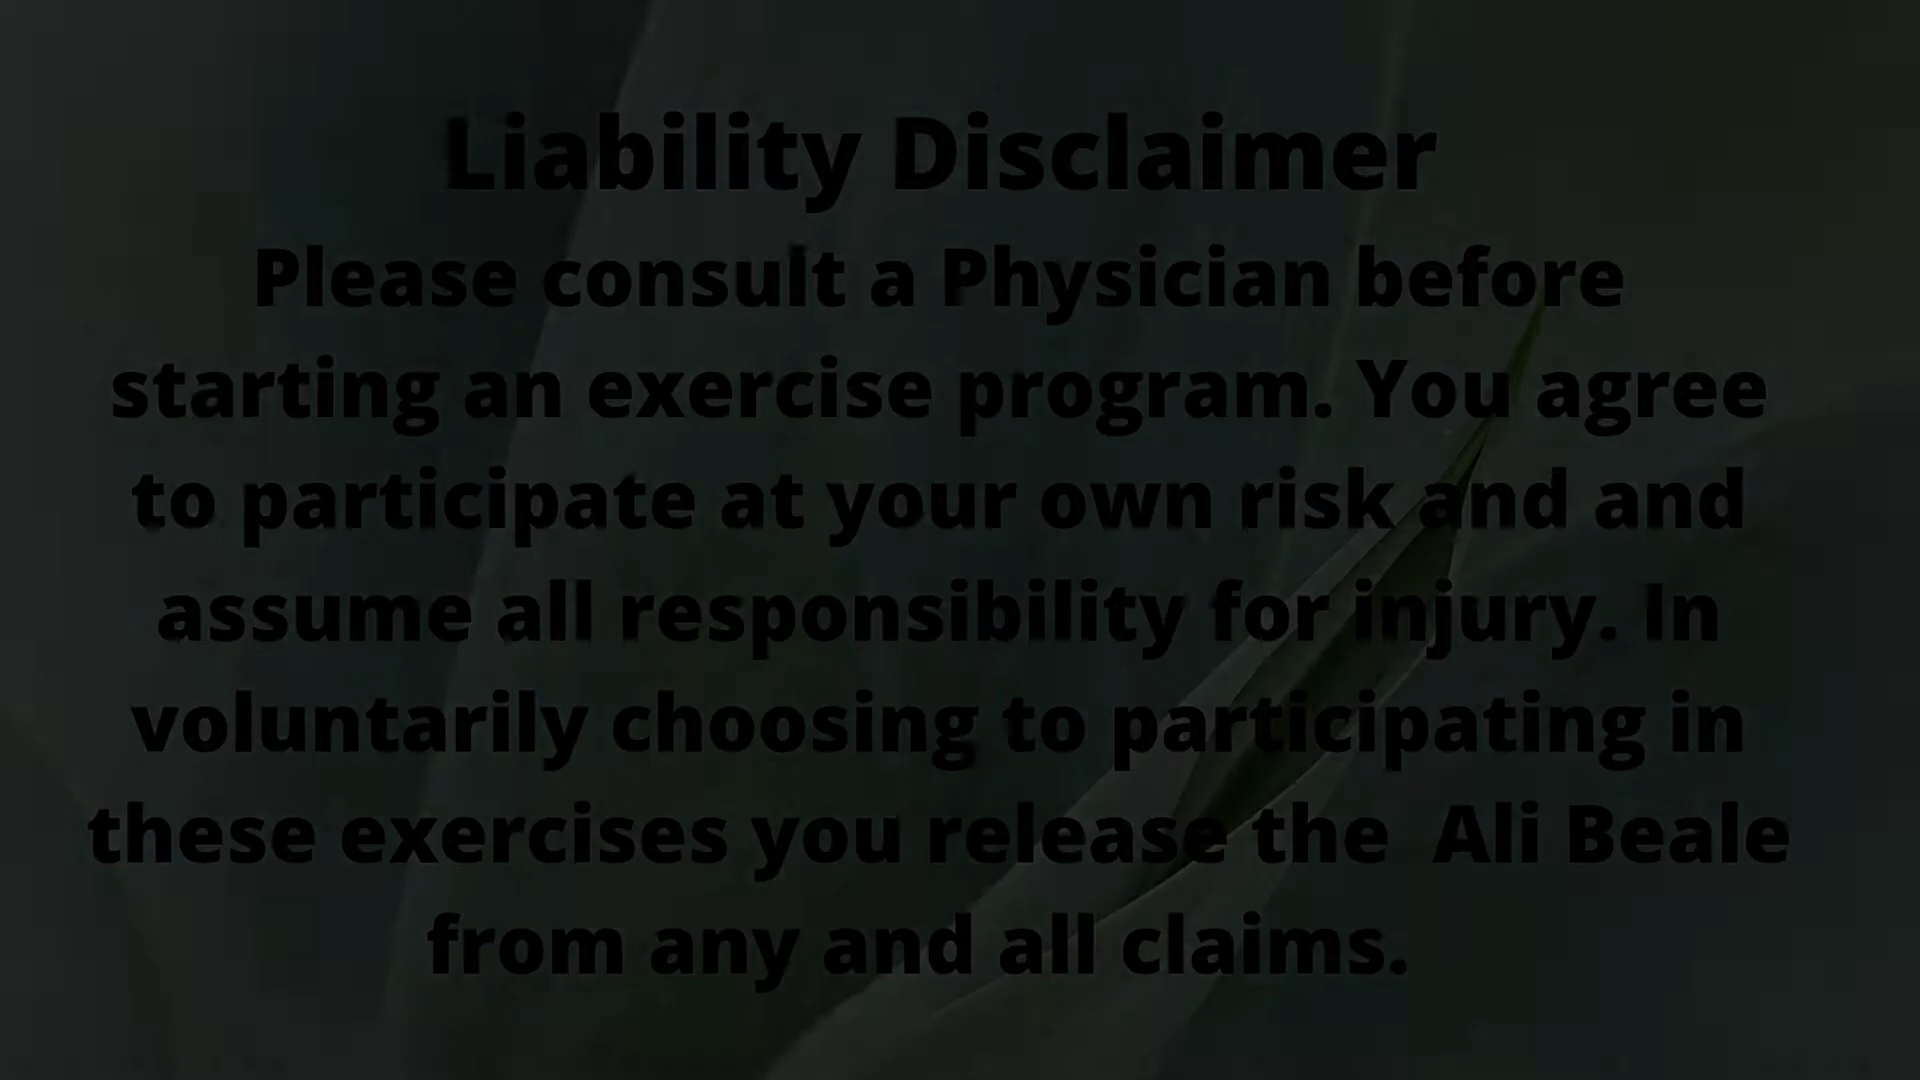 Liability Disclaimer
Please consult a Physician before
starting an exercise program. You agree
to participate at your own risk and and
assume all responsibility for injury. In
voluntarily choosing to participating in
these exercises you release the  Ali Beale
from any and all claims.